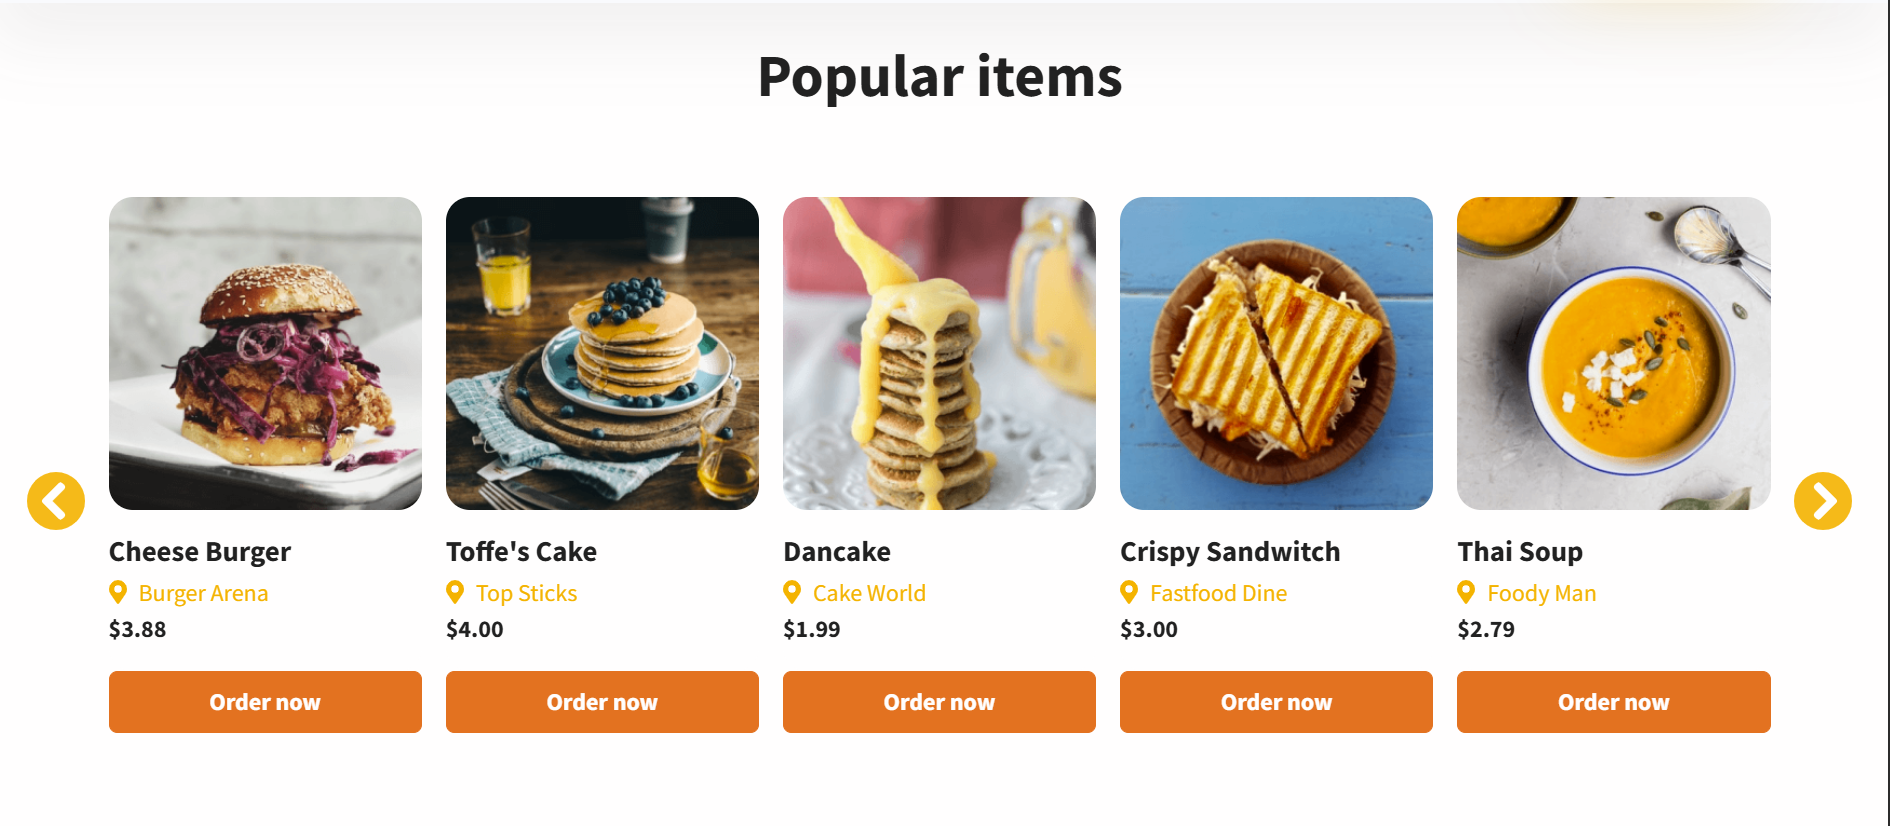 Popular items
Cheese Burger
Burger Arena
$3.88
Order now
Toffe's Cake
Top Sticks
$4.00
Order now
Dancake
Cake World
$1.99
Order now
Crispy Sandwitch
Fastfood Dine
$3.00
Order now
Thai Soup
Foody Man
$2.79
Order now